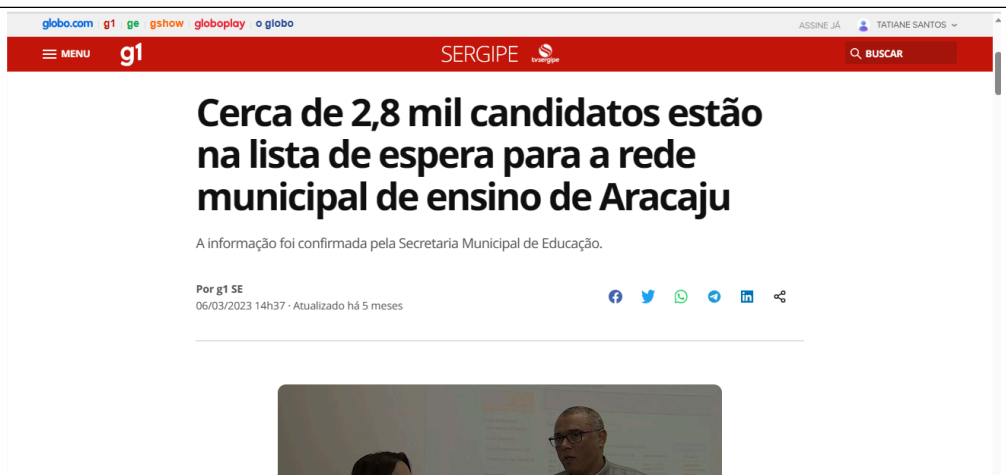 globo.com g1 ge gshow globoplay o globo ASSINE JÁ TATIANE SANTOS
MENU g1 SERGIPE tvsergipe BUSCAR
Cerca de 2,8 mil candidatos estão
na lista de espera para a rede
municipal de ensino de Aracaju
A informação foi confirmada pela Secretaria Municipal de Educação.
Por g1 SE
06/03/2023 14h37 · Atualizado há 5 meses